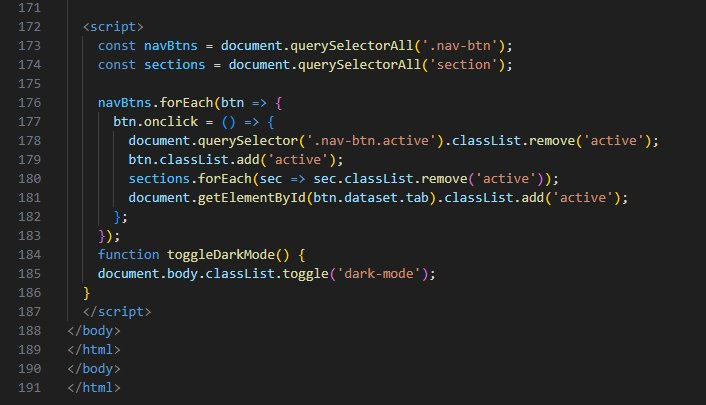 171
172 <script>
173 const navBtns = document.querySelectorAll('.nav-btn');
174 const sections = document.querySelectorAll('section');
175
176 navBtns.forEach(btn => {
177 btn.onclick = () => {
178 document.querySelector('.nav-btn.active').classList.remove('active');
179 btn.classList.add('active');
180 sections.forEach(sec => sec.classList.remove('active'));
181 document.getElementById(btn.dataset.tab).classList.add('active');
182 };
183 });
184 function toggleDarkMode() {
185 document.body.classList.toggle('dark-mode');
186 }
187 </script>
188 </body>
189 </html>
190 </body>
191 </html>